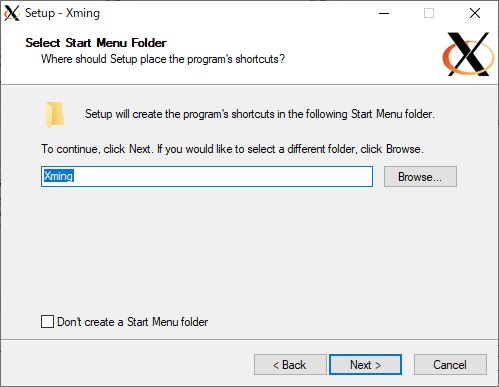 Setup - Xming
Select Start Menu Folder
Where should Setup place the program's shortcuts?
Setup will create the program's shortcuts in the following Start Menu folder.
To continue, click Next. If you would like to select a different folder, click Browse.
Xming
Browse...
Don't create a Start Menu folder
< Back
Next >
Cancel